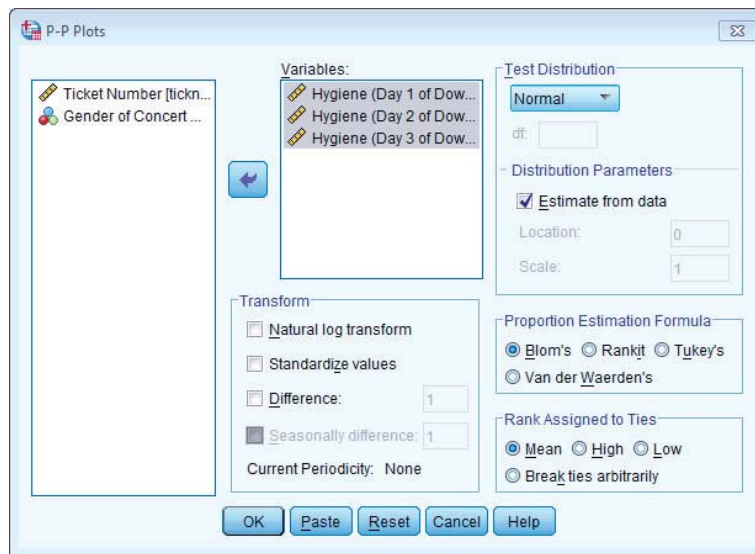 P-P Plots
Ticket Number [tickn...
Gender of Concert ...
Variables:
Hygiene (Day 1 of Dow...
Hygiene (Day 2 of Dow...
Hygiene (Day 3 of Dow...
Test Distribution
Normal
df:
Distribution Parameters
Estimate from data
Location: 0
Scale: 1
Transform
Natural log transform
Standardize values
Difference: 1
Seasonally difference: 1
Current Periodicity: None
Proportion Estimation Formula
Blom's Rankit Tukey's
Van der Waerden's
Rank Assigned to Ties
Mean High Low
Break ties arbitrarily
OK Paste Reset Cancel Help